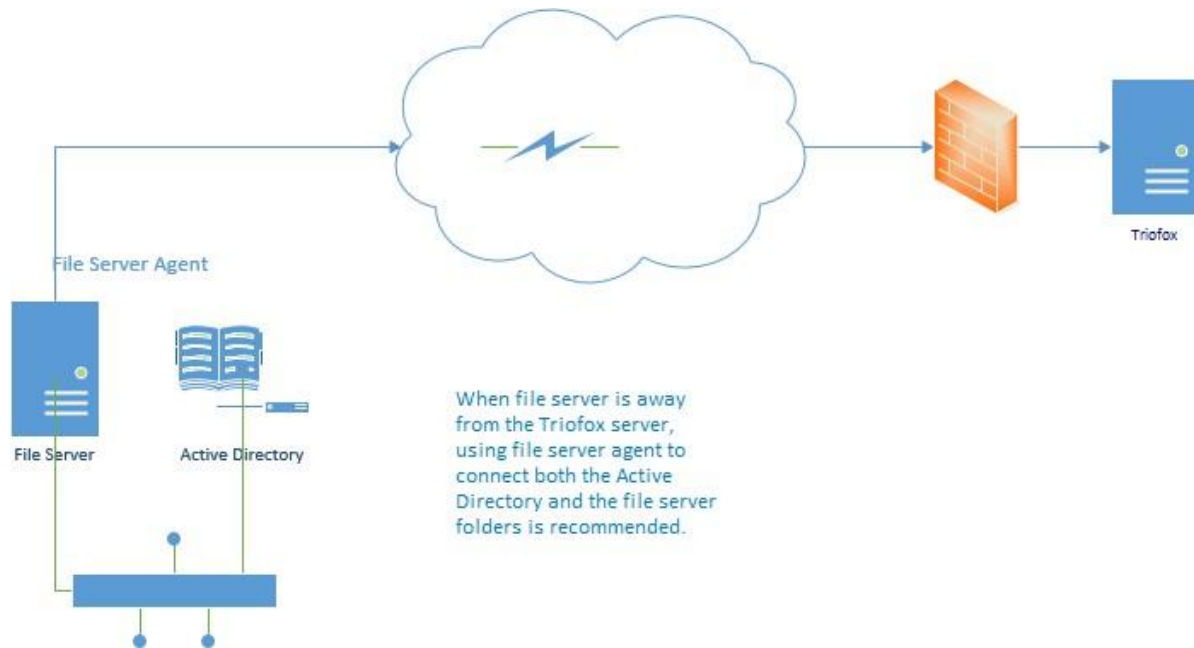 Triofox
File Server Agent
File Server
Active Directory
When file server is away
from the Triofox server,
using file server agent to
connect both the Active
Directory and the file server
folders is recommended.